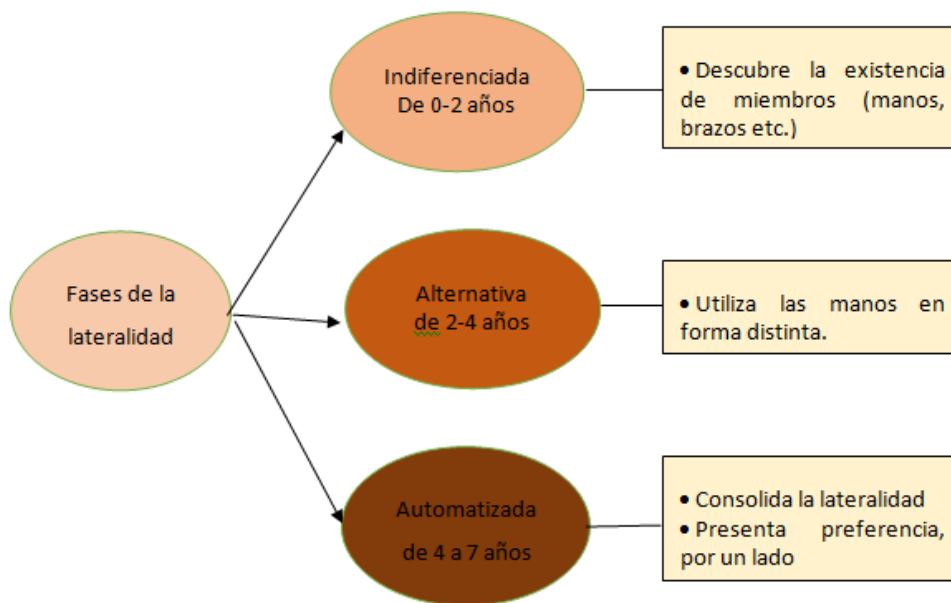 Indiferenciada
De 0-2 años
• Descubre la existencia
de miembros (manos,
brazos etc.)
Fases de la
lateralidad
Alternativa
de 2-4 años
• Utiliza las manos en
forma distinta.
Automatizada
de 4 a 7 años
• Consolida la lateralidad
• Presenta preferencia,
por un lado